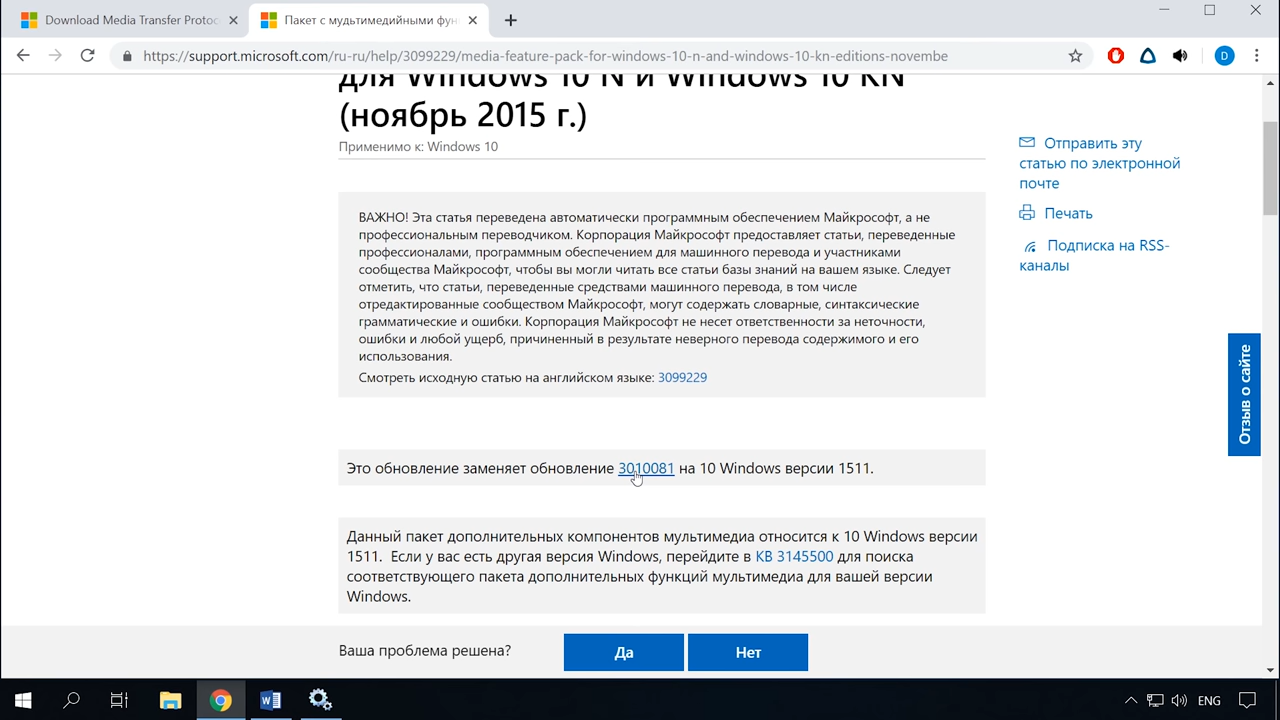 Download Media Transfer Protoc
Пакет с мультимедийными фун
https://support.microsoft.com/ru-ru/help/3099229/media-feature-pack-for-windows-10-n-and-windows-10-kn-editions-novembe
D
для Windows 10 N и Windows 10 KN
(ноябрь 2015 г.)
Применимо к: Windows 10
ВАЖНО! Эта статья переведена автоматически программным обеспечением Майкрософт, а не
профессиональным переводчиком. Корпорация Майкрософт предоставляет статьи, переведенные
профессионалами, программным обеспечением для машинного перевода и участниками
сообщества Майкрософт, чтобы вы могли читать все статьи базы знаний на вашем языке. Следует
отметить, что статьи, переведенные средствами машинного перевода, в том числе
отредактированные сообществом Майкрософт, могут содержать словарные, синтаксические
грамматические и ошибки. Корпорация Майкрософт не несет ответственности за неточности,
ошибки и любой ущерб, причиненный в результате неверного перевода содержимого и его
использования.
Смотреть исходную статью на английском языке: 3099229
Это обновление заменяет обновление 3010081 на 10 Windows версии 1511.
Данный пакет дополнительных компонентов мультимедиа относится к 10 Windows версии
1511. Если у вас есть другая версия Windows, перейдите в КВ 3145500 для поиска
соответствующего пакета дополнительных функций мультимедиа для вашей версии
Windows.
Отправить эту
статью по электронной
почте
Печать
Подписка на RSS-
каналы
Отзыв о сайте
Ваша проблема решена?
Да
Нет
ENG